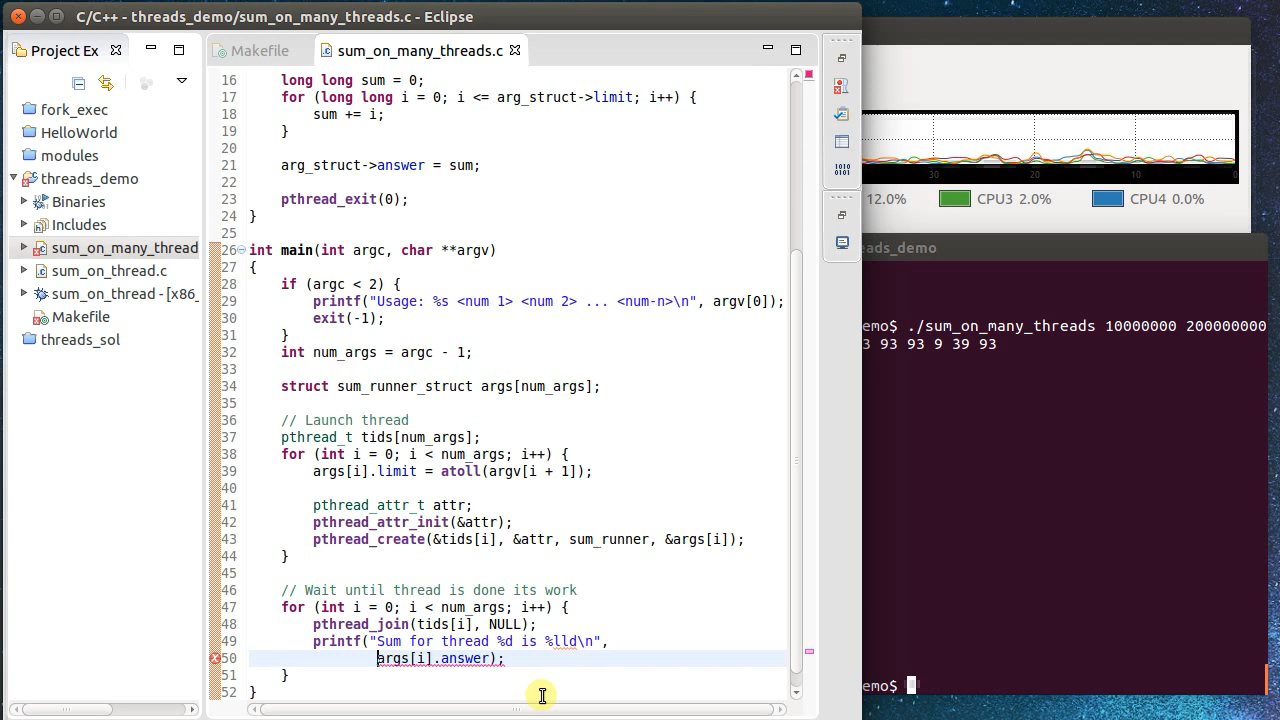 C/C++ - threads_demo/sum_on_many_threads.c - Eclipse
Project Ex
Makefile
sum_on_many_threads.c
fork_exec
HelloWorld
modules
threads_demo
Binaries
Includes
sum_on_many_thread
sum_on_thread.c
sum_on_thread - [x86_
Makefile
threads_sol
16 long long sum = 0;
17 for (long long i = 0; i <= arg_struct->limit; i++) {
18 sum += i;
19 }
20
21 arg_struct->answer = sum;
22
23 pthread_exit(0);
24 }
25
26 int main(int argc, char **argv)
27 {
28 if (argc < 2) {
29 printf("Usage: %s <num 1> <num 2> ... <num-n>\n", argv[0]);
30 exit(-1);
31 }
32 int num_args = argc - 1;
33
34 struct sum_runner_struct args[num_args];
35
36 // Launch thread
37 pthread_t tids[num_args];
38 for (int i = 0; i < num_args; i++) {
39 args[i].limit = atoll(argv[i + 1]);
40
41 pthread_attr_t attr;
42 pthread_attr_init(&attr);
43 pthread_create(&tids[i], &attr, sum_runner, &args[i]);
44 }
45
46 // Wait until thread is done its work
47 for (int i = 0; i < num_args; i++) {
48 pthread_join(tids[i], NULL);
49 printf("Sum for thread %d is %lld\n",
50 args[i].answer);
51 }
52 }
1010
0101
30 20 10 0
12.0% CPU3 2.0% CPU4 0.0%
eads_demo
emo$ ./sum_on_many_threads 10000000 200000000
3 93 93 9 39 93
emo$